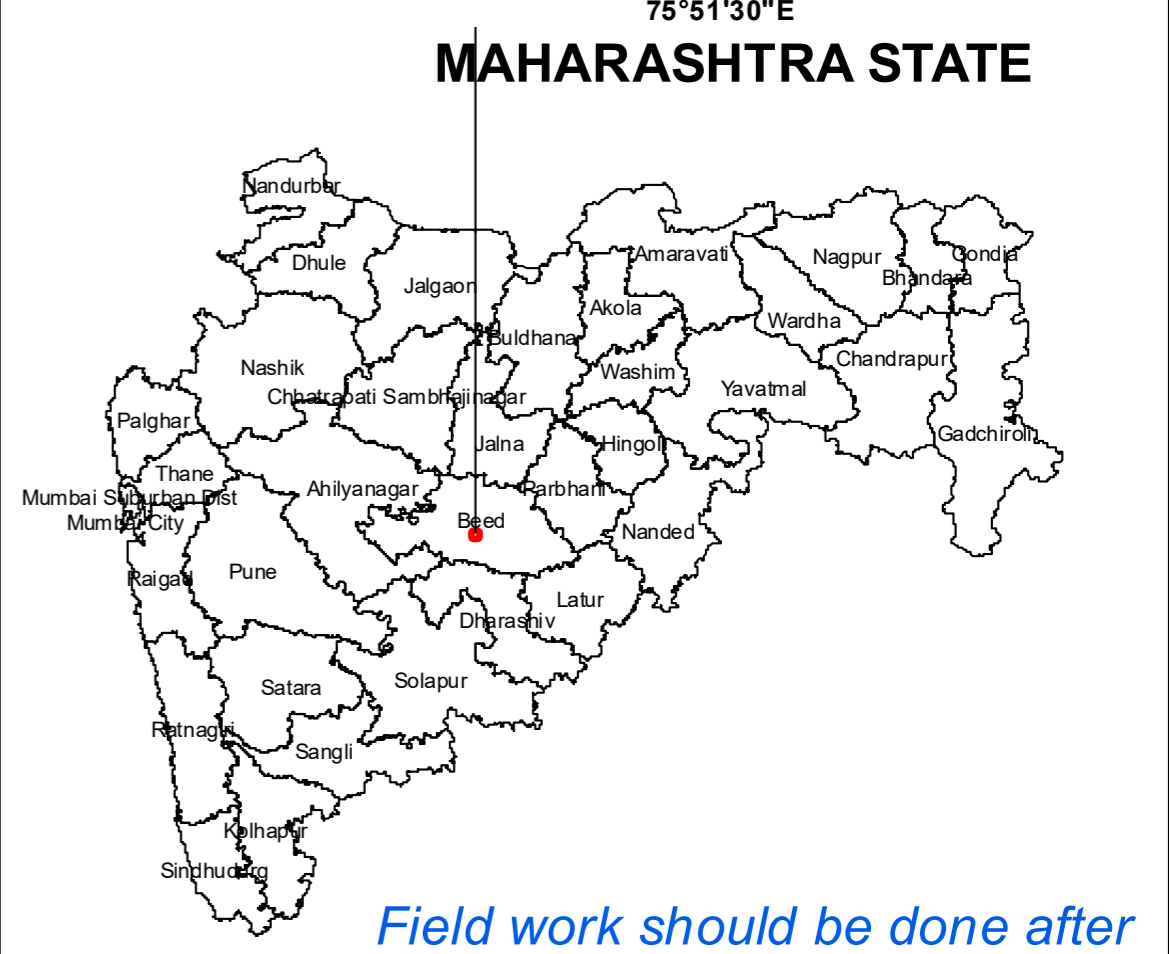 75°51'30"E
MAHARASHTRA STATE
Nandurbar
Dhule
Jalgaon
Amaravati
Nagpur
Gondia
Bhandara
Akola
Wardha
Buldhana
Nashik
Washim
Chandrapur
Chhatrapati Sambhajinagar
Yavatmal
Palghar
Jalna
Hingoli
Gadchiroli
Thane
Ahilyanagar
Parbhani
Mumbai Suburban Dist
Mumbai City
Beed
Nanded
Raigad
Pune
Latur
Dharashiv
Satara
Solapur
Ratnagiri
Sangli
Kolhapur
Sindhudurg
Field work should be done after